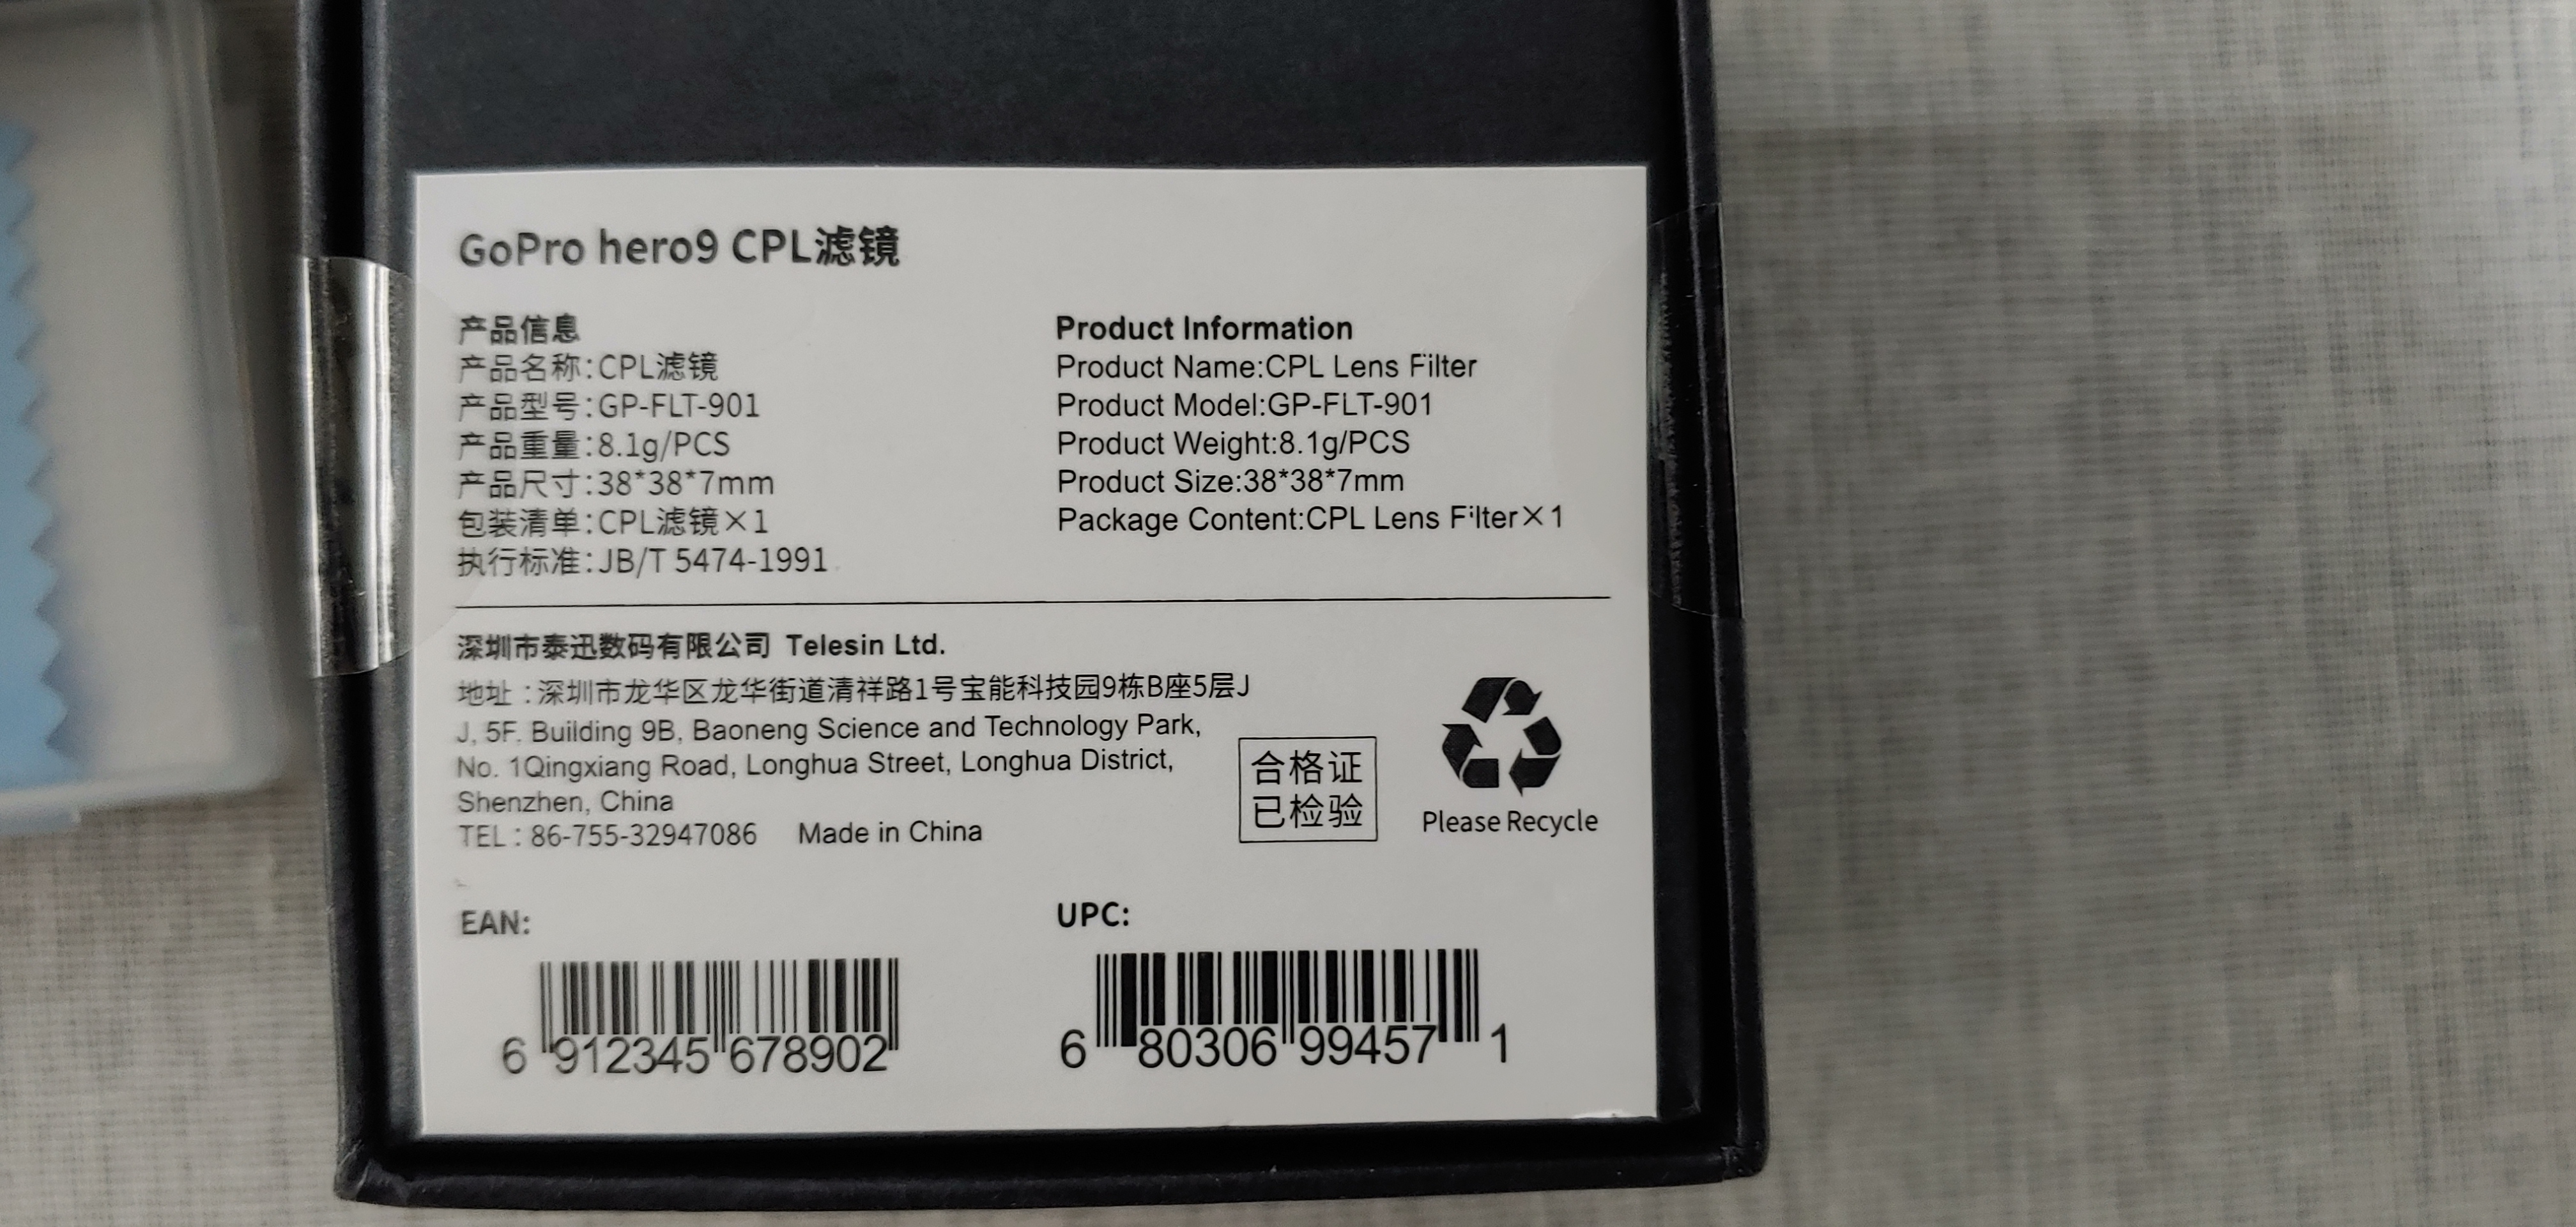 GoPro hero9 CPL滤镜
产品信息
产品名称:CPL滤镜
产品型号:GP-FLT-901
产品重量:8.1g/PCS
产品尺寸:38*38*7mm
包装清单:CPL滤镜×1
执行标准:JB/T 5474-1991
Product Information
Product Name:CPL Lens Filter
Product Model:GP-FLT-901
Product Weight:8.1g/PCS
Product Size:38*38*7mm
Package Content:CPL Lens Filter×1
深圳市泰迅数码有限公司 Telesin Ltd.
地址:深圳市龙华区龙华街道清祥路1号宝能科技园9栋B座5层J
J, 5F. Building 9B, Baoneng Science and Technology Park,
No. 1Qingxiang Road, Longhua Street, Longhua District,
Shenzhen, China
TEL : 86-755-32947086 Made in China
合格证
已检验
Please Recycle
EAN:
6 912345 678902
UPC:
6 80306 99457 1